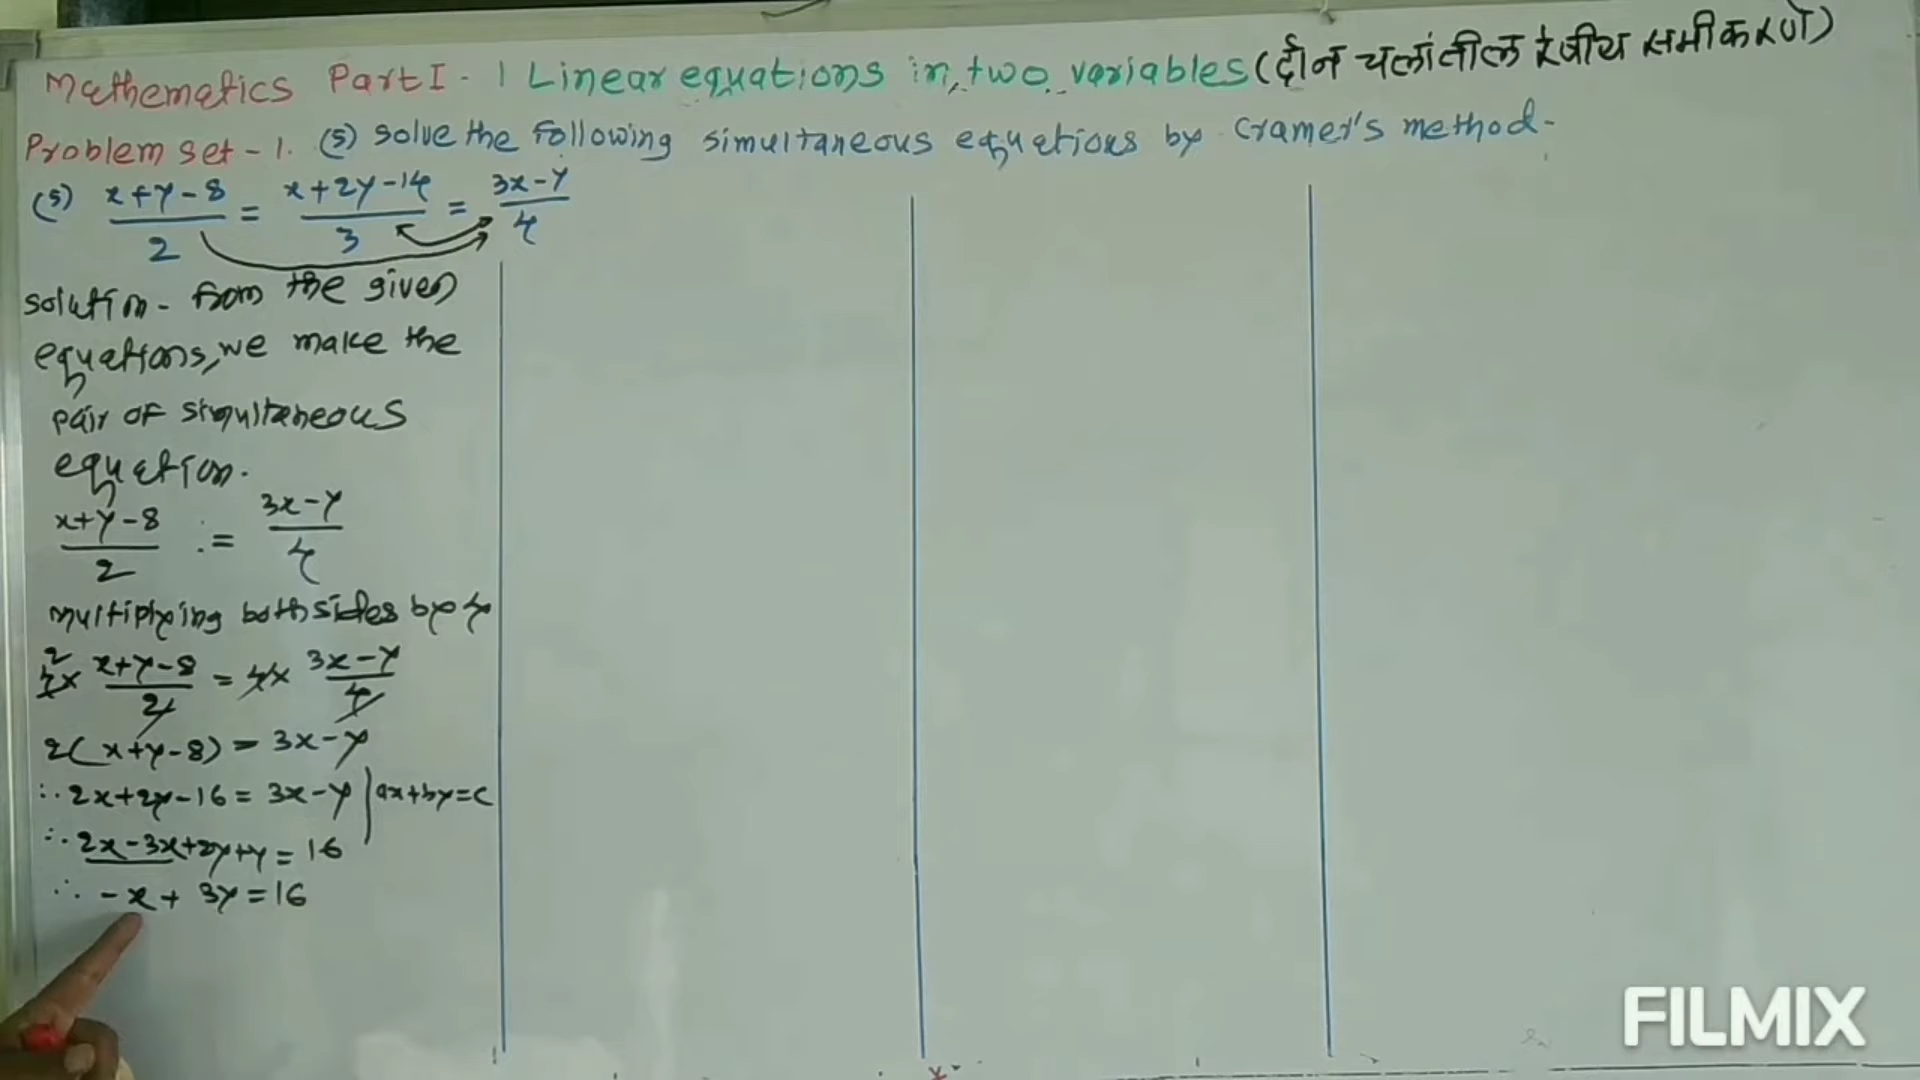 Mathematics Part I - 1 Linear equations in two variables (दोन चलांतील रेषीय समीकरणे)
Problem set - 1. (5) solve the following simultaneous equations by Cramer's method-
(5) x+y-8/2 = x+2y-14/3 = 3x-y/4
solution- from the given
equations, we make the
pair of simultaneous
equation.
x+y-8/2 := 3x-y/4
multiplying both sides by 4
2
4x x+y-8/2 = 4x 3x-y/4
2(x+y-8) = 3x-y
∴ 2x+2y-16 = 3x-y | ax+by=c
∴ 2x-3x+2y+y = 16
∴ -x + 3y = 16
FILMIX